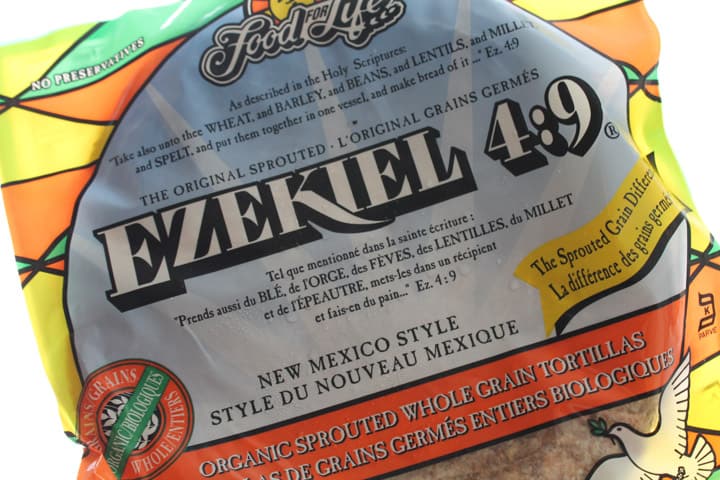 NO PRESERVATIVES
Food FOR Life
As described in the Holy Scriptures:
"Take also unto thee WHEAT, and BARLEY, and BEANS, and LENTILS, and MILLET,
and SPELT, and put them together in one vessel, and make bread of it ..." Ez. 4:9
THE ORIGINAL SPROUTED · L'ORIGINAL GRAINS GERMÉS
EZEKIEL 4:9®
Tel que mentionné dans la sainte écriture :
"Prends aussi du BLÉ, de l'ORGE, des FÈVES, des LENTILLES, du MILLET
et de l'ÉPEAUTRE, mets-les dans un récipient
et fais-en du pain..." Ez. 4 : 9
The Sprouted Grain
La différence des grains germés
K
PARVE
NEW MEXICO STYLE
STYLE DU NOUVEAU MEXIQUE
GRAINS
ORGANIC/BIOLOGIQUES
WHOLE/ENTIERS
ORGANIC SPROUTED WHOLE GRAIN TORTILLAS
DE GRAINS GERMÉS ENTIERS BIOLOGIQUES